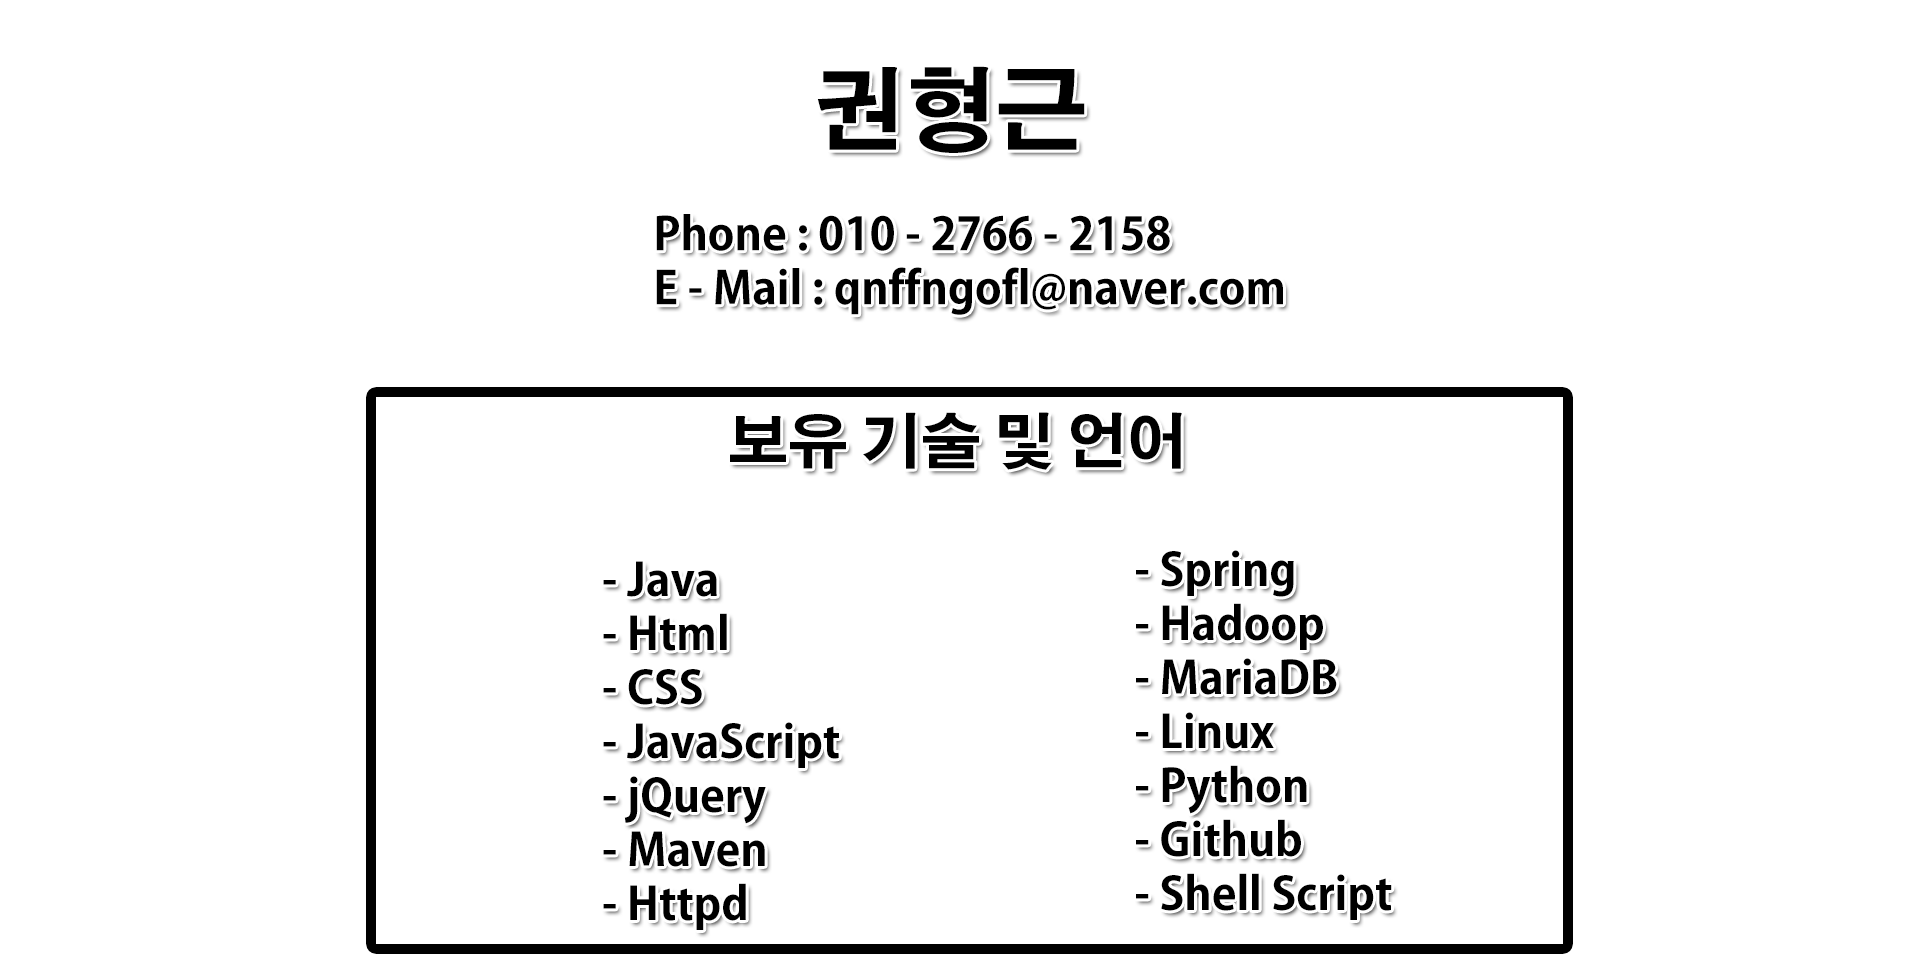 권형근
Phone : 010 - 2766 - 2158
E - Mail : qnffngofl@naver.com
보유 기술 및 언어
- Java
- Html
- CSS
- JavaScript
- jQuery
- Maven
- Httpd
- Spring
- Hadoop
- MariaDB
- Linux
- Python
- Github
- Shell Script